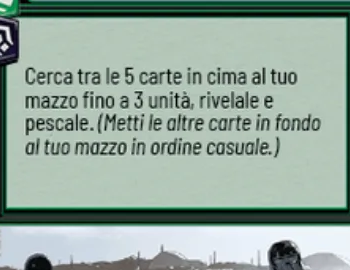 Cerca tra le 5 carte in cima al tuo
mazzo fino a 3 unità, rivelale e
pescale. (Metti le altre carte in fondo
al tuo mazzo in ordine casuale.)